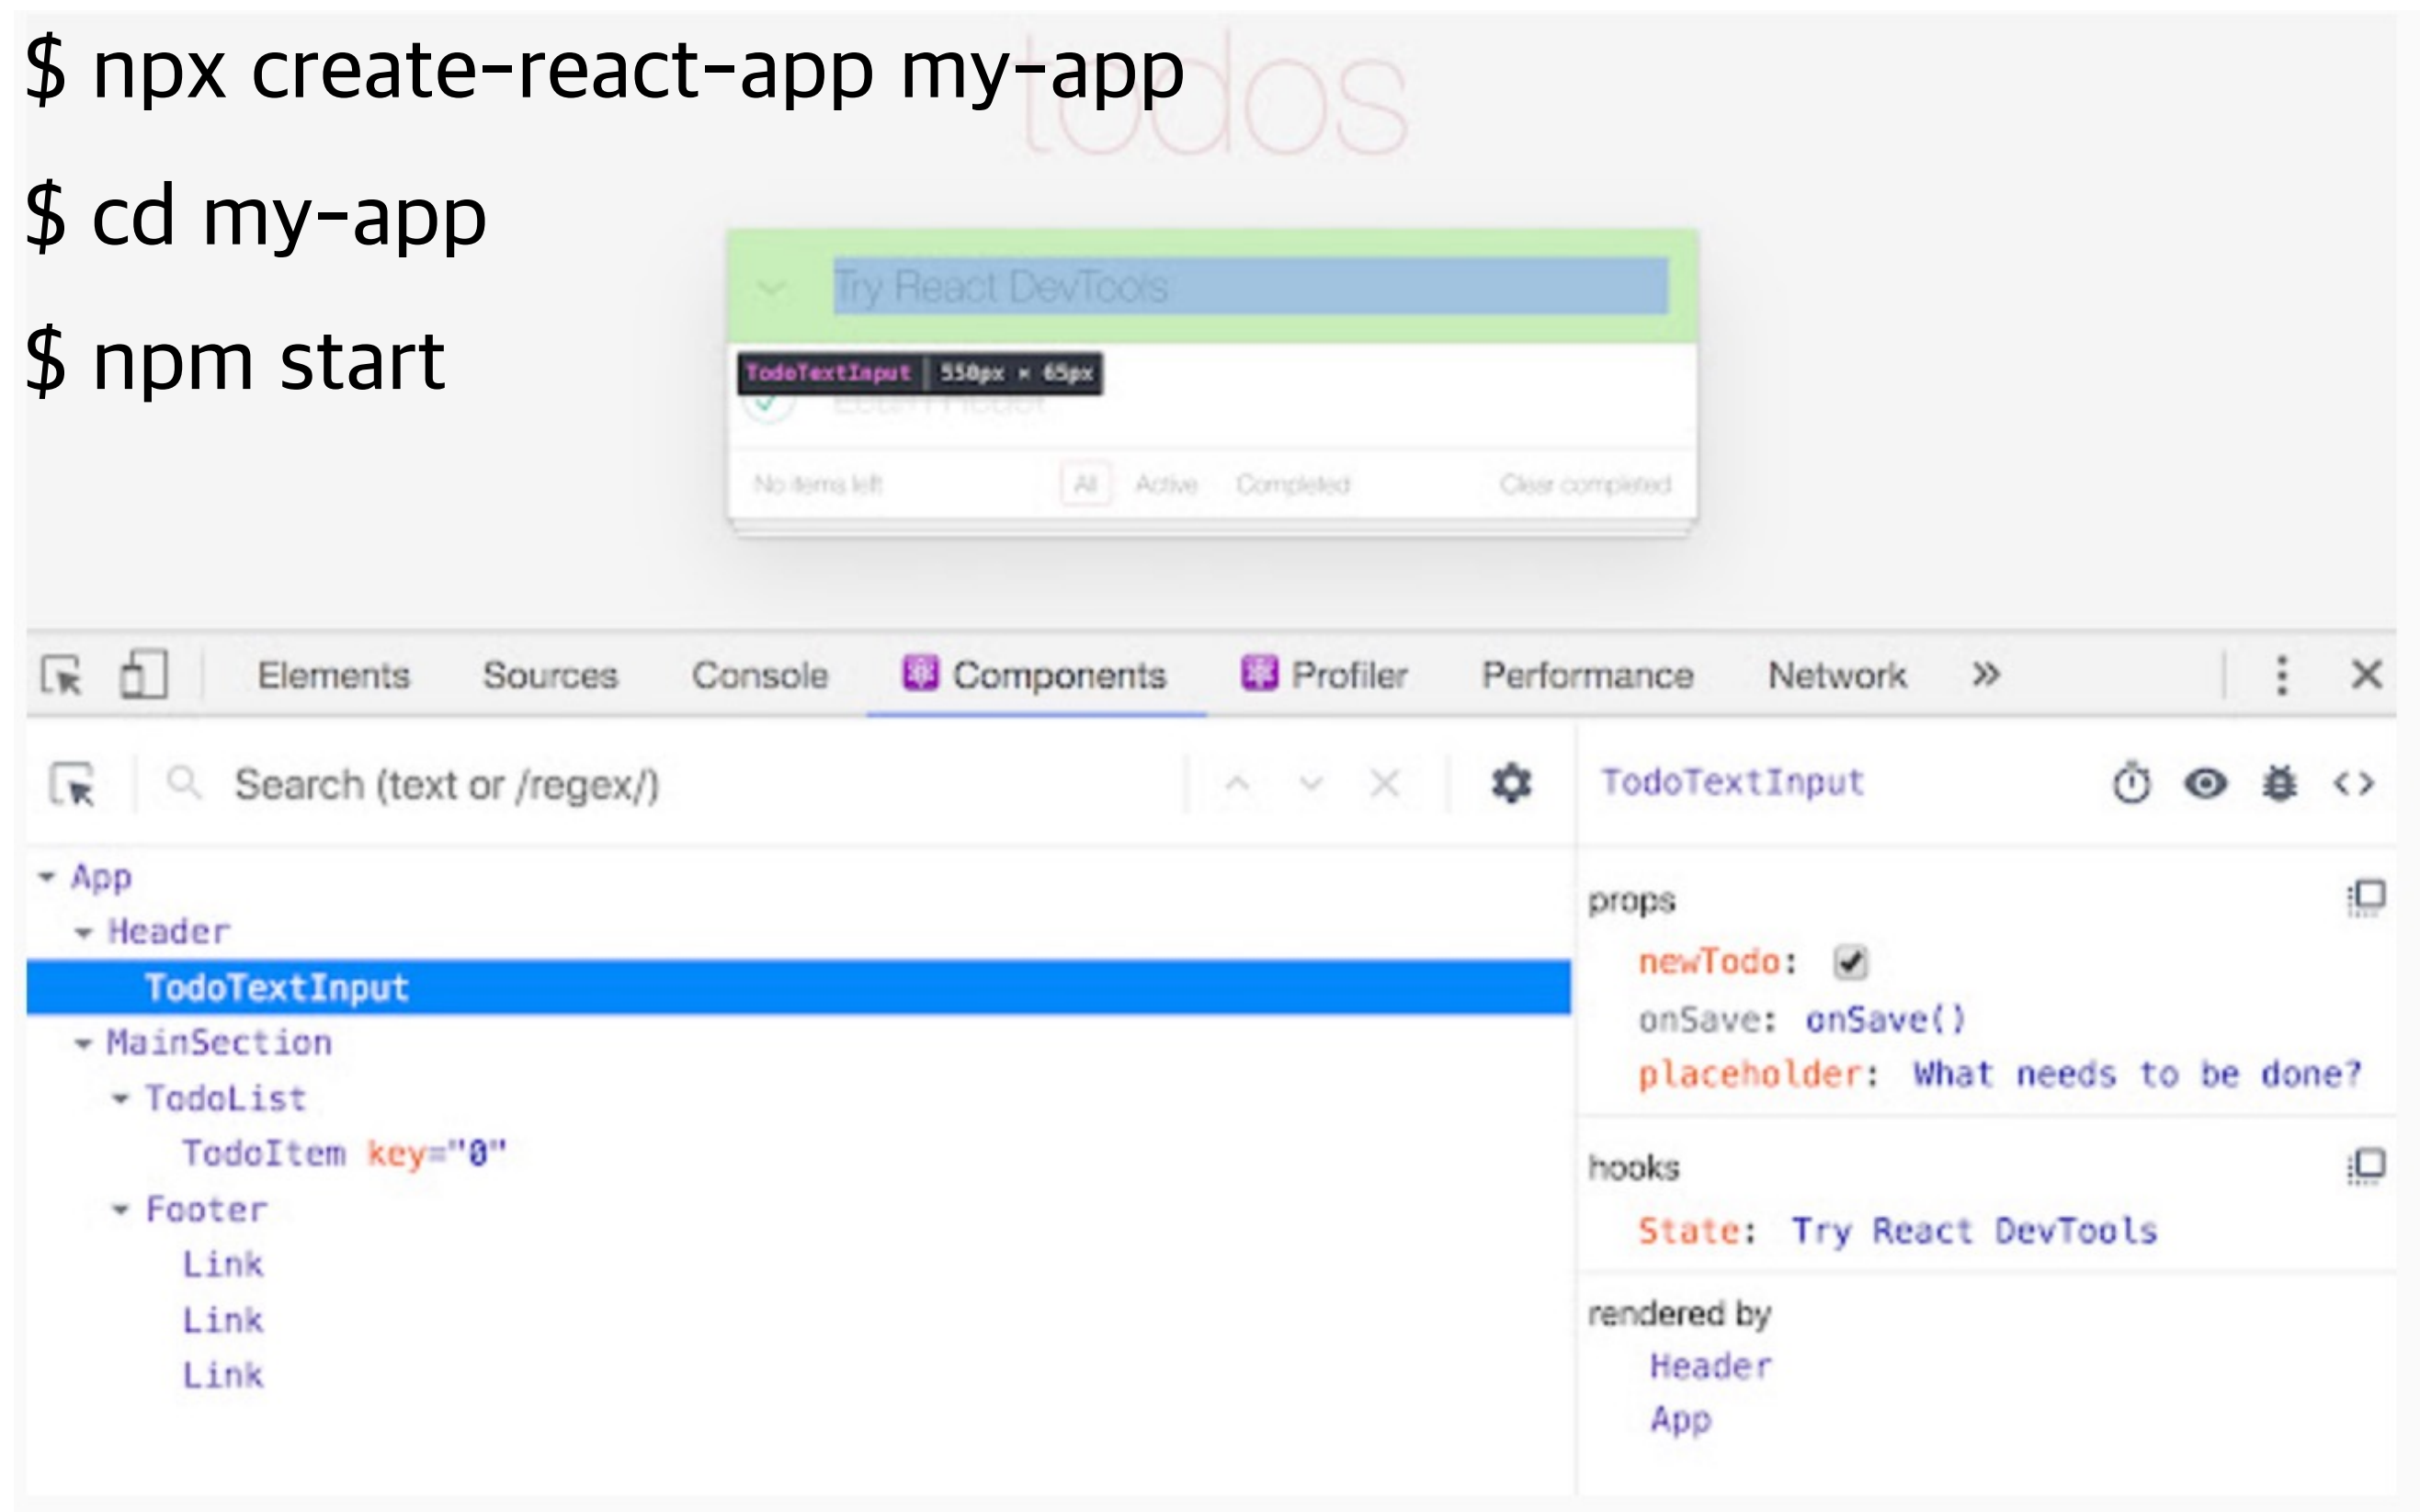 $ npx create-react-app my-app
todos
$ cd my-app
Try React DevTools
$ npm start
TodoTextInput | 550px × 65px
No items left All Active Completed Clear completed
Elements Sources Console Components Profiler Performance Network »
Search (text or /regex/)
TodoTextInput
App
Header
TodoTextInput
MainSection
TodoList
TodoItem key="0"
Footer
Link
Link
Link
props
newTodo:
onSave: onSave()
placeholder: What needs to be done?
hooks
State: Try React DevTools
rendered by
Header
App